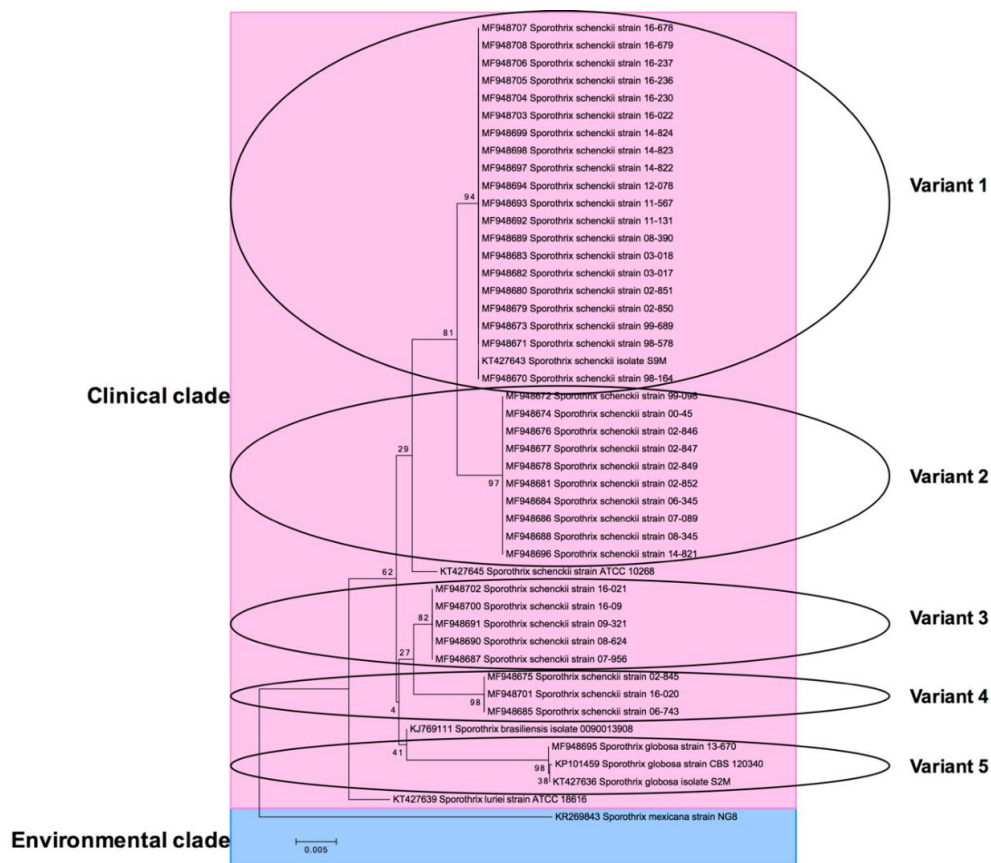 MF948707 Sporothrix schenckii strain 16-678
MF948708 Sporothrix schenckii strain 16-679
MF948706 Sporothrix schenckii strain 16-237
MF948705 Sporothrix schenckii strain 16-236
MF948704 Sporothrix schenckii strain 16-230
MF948703 Sporothrix schenckii strain 16-022
MF948699 Sporothrix schenckii strain 14-824
MF948698 Sporothrix schenckii strain 14-823
MF948697 Sporothrix schenckii strain 14-822
MF948694 Sporothrix schenckii strain 12-078
Variant 1
94
MF948693 Sporothrix schenckii strain 11-567
MF948692 Sporothrix schenckii strain 11-131
MF948689 Sporothrix schenckii strain 08-390
MF948683 Sporothrix schenckii strain 03-018
MF948682 Sporothrix schenckii strain 03-017
MF948680 Sporothrix schenckii strain 02-851
MF948679 Sporothrix schenckii strain 02-850
MF948673 Sporothrix schenckii strain 99-689
81
MF948671 Sporothrix schenckii strain 98-578
KT427643 Sporothrix schenckii isolate S9M
MF948670 Sporothrix schenckii strain 98-164
Clinical clade
MF948672 Sporothrix schenckii strain 99-098
MF948674 Sporothrix schenckii strain 00-45
MF948676 Sporothrix schenckii strain 02-846
MF948677 Sporothrix schenckii strain 02-847
29
MF948678 Sporothrix schenckii strain 02-849
Variant 2
MF948681 Sporothrix schenckii strain 02-852
97
MF948684 Sporothrix schenckii strain 06-345
MF948686 Sporothrix schenckii strain 07-089
MF948688 Sporothrix schenckii strain 08-345
MF948696 Sporothrix schenckii strain 14-821
KT427645 Sporothrix schenckii strain ATCC 10268
62
MF948702 Sporothrix schenckii strain 16-021
MF948700 Sporothrix schenckii strain 16-09
82
Variant 3
MF948691 Sporothrix schenckii strain 09-321
MF948690 Sporothrix schenckii strain 08-624
27
MF948687 Sporothrix schenckii strain 07-956
MF948675 Sporothrix schenckii strain 02-845
MF948701 Sporothrix schenckii strain 16-020
Variant 4
98
MF948685 Sporothrix schenckii strain 06-743
4
KJ769111 Sporothrix brasiliensis isolate 0090013908
41
MF948695 Sporothrix globosa strain 13-670
KP101459 Sporothrix globosa strain CBS 120340
Variant 5
98
38
KT427636 Sporothrix globosa isolate S2M
KT427639 Sporothrix luriei strain ATCC 18616
KR269843 Sporothrix mexicana strain NG8
Environmental clade
0.005